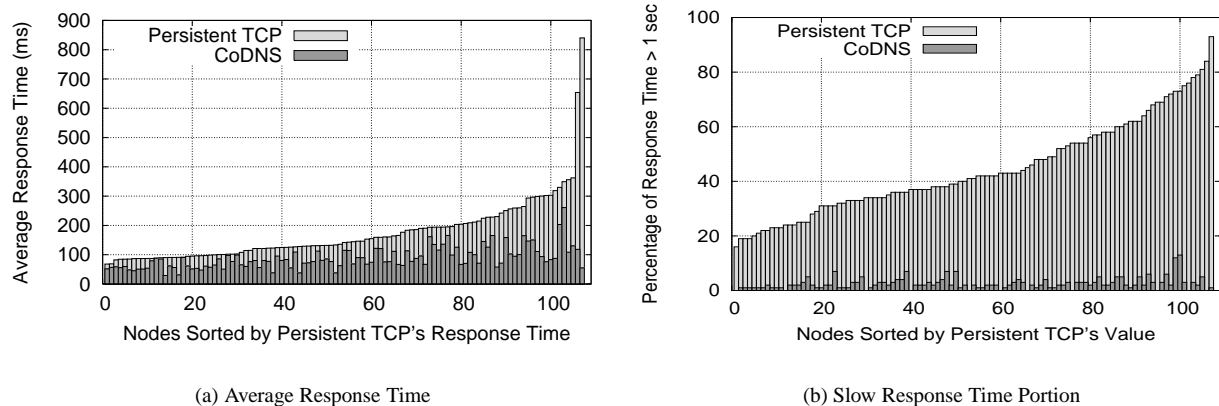 Average Response Time (ms)
900
800
700
600
500
400
300
200
100
0
Persistent TCP
CoDNS
0 20 40 60 80 100
Nodes Sorted by Persistent TCP's Response Time
(a) Average Response Time
Percentage of Response Time > 1 sec
100
80
60
40
20
0
Persistent TCP
CoDNS
0 20 40 60 80 100
Nodes Sorted by Persistent TCP's Value
(b) Slow Response Time Portion